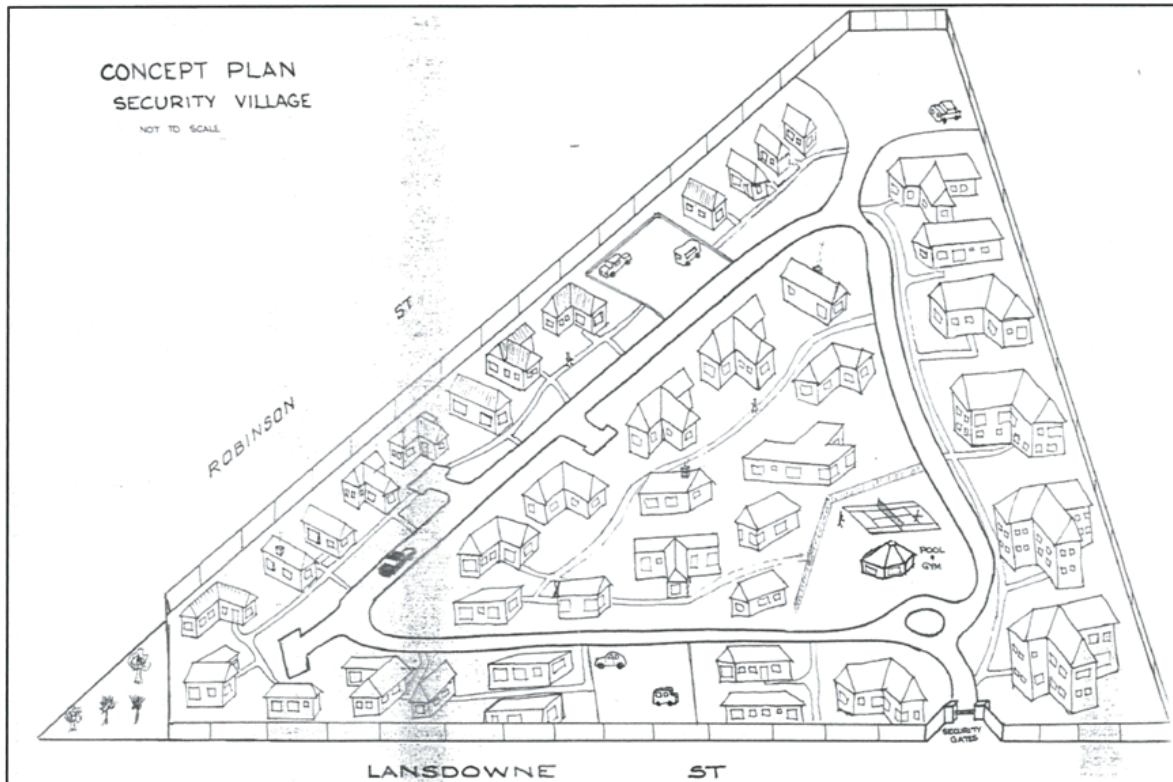 CONCEPT PLAN
SECURITY VILLAGE
NOT TO SCALE
ROBINSON ST
POOL
+
GYM
SECURITY
GATES
LANSDOWNE ST